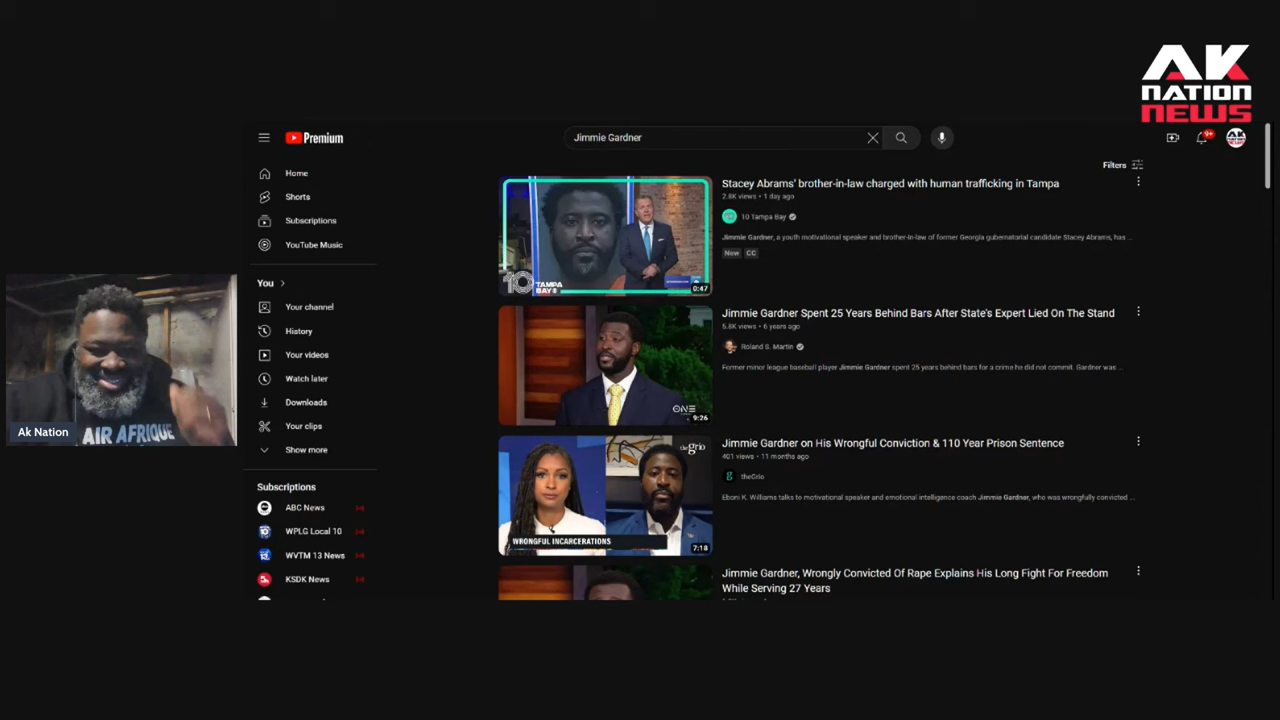 AK
NATION
NEWS
Premium
Jimmie Gardner
9+
Filters
Home
Shorts
Subscriptions
YouTube Music
You
Your channel
History
Your videos
Watch later
Downloads
Your clips
Show more
Subscriptions
ABC News
WPLG Local 10
WVTM 13 News
KSDK News
Ak Nation
AIR AFRIQUE
10 TAMPA
BAY
0:47
Stacey Abrams' brother-in-law charged with human trafficking in Tampa
2.8K views • 1 day ago
10 Tampa Bay
Jimmie Gardner, a youth motivational speaker and brother-in-law of former Georgia gubernatorial candidate Stacey Abrams, has ...
New CC
ONE
9:26
Jimmie Gardner Spent 25 Years Behind Bars After State's Expert Lied On The Stand
5.8K views • 6 years ago
Roland S. Martin
Former minor league baseball player Jimmie Gardner spent 25 years behind bars for a crime he did not commit. Gardner was ...
theGrio
WRONGFUL INCARCERATIONS
7:18
Jimmie Gardner on His Wrongful Conviction & 110 Year Prison Sentence
401 views • 11 months ago
theGrio
Eboni K. Williams talks to motivational speaker and emotional intelligence coach Jimmie Gardner, who was wrongfully convicted ...
Jimmie Gardner, Wrongly Convicted Of Rape Explains His Long Fight For Freedom
While Serving 27 Years